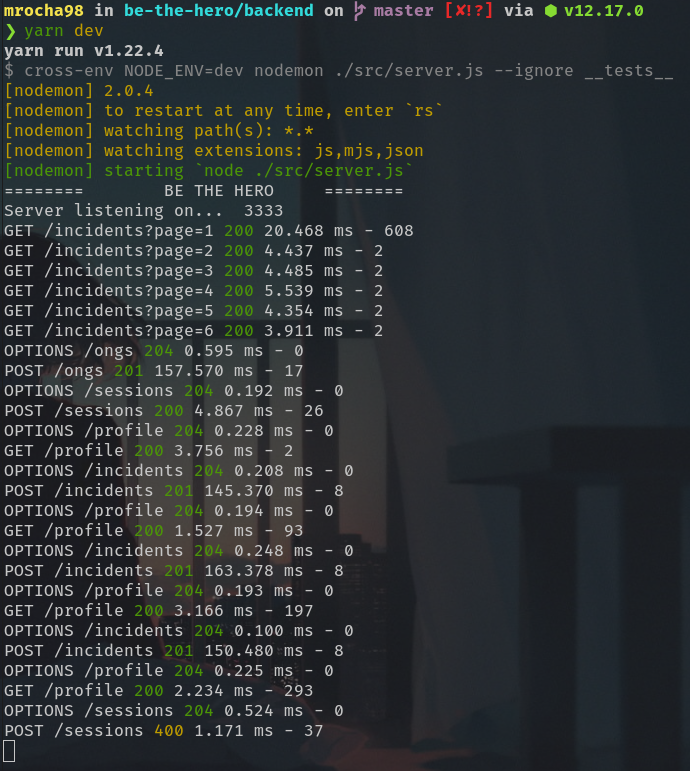 mrocha98 in be-the-hero/backend on master [✘!?] via ⬢ v12.17.0
❯ yarn dev
yarn run v1.22.4
$ cross-env NODE_ENV=dev nodemon ./src/server.js --ignore __tests__
[nodemon] 2.0.4
[nodemon] to restart at any time, enter `rs`
[nodemon] watching path(s): *.*
[nodemon] watching extensions: js,mjs,json
[nodemon] starting `node ./src/server.js`
======== BE THE HERO ========
Server listening on... 3333
GET /incidents?page=1 200 20.468 ms - 608
GET /incidents?page=2 200 4.437 ms - 2
GET /incidents?page=3 200 4.485 ms - 2
GET /incidents?page=4 200 5.539 ms - 2
GET /incidents?page=5 200 4.354 ms - 2
GET /incidents?page=6 200 3.911 ms - 2
OPTIONS /ongs 204 0.595 ms - 0
POST /ongs 201 157.570 ms - 17
OPTIONS /sessions 204 0.192 ms - 0
POST /sessions 200 4.867 ms - 26
OPTIONS /profile 204 0.228 ms - 0
GET /profile 200 3.756 ms - 2
OPTIONS /incidents 204 0.208 ms - 0
POST /incidents 201 145.370 ms - 8
OPTIONS /profile 204 0.194 ms - 0
GET /profile 200 1.527 ms - 93
OPTIONS /incidents 204 0.248 ms - 0
POST /incidents 201 163.378 ms - 8
OPTIONS /profile 204 0.193 ms - 0
GET /profile 200 3.166 ms - 197
OPTIONS /incidents 204 0.100 ms - 0
POST /incidents 201 150.480 ms - 8
OPTIONS /profile 204 0.225 ms - 0
GET /profile 200 2.234 ms - 293
OPTIONS /sessions 204 0.524 ms - 0
POST /sessions 400 1.171 ms - 37